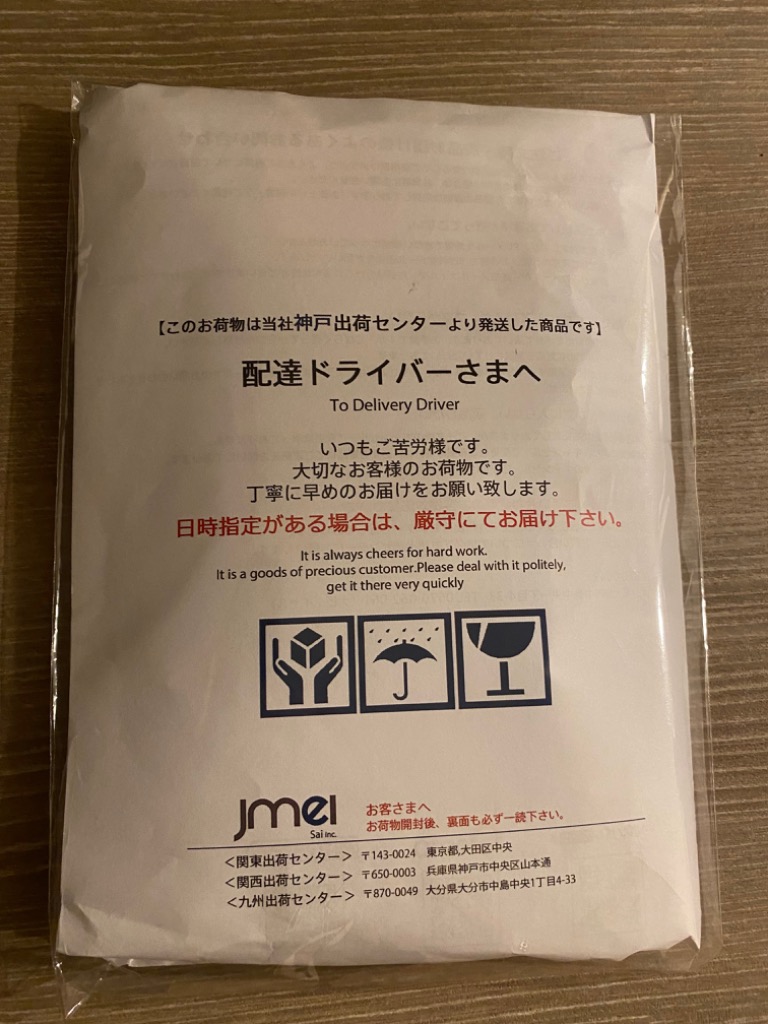 【このお荷物は当社神戸出荷センターより発送した商品です】
配達ドライバーさまへ
To Delivery Driver
いつもご苦労様です。
大切なお客様のお荷物です。
丁寧に早めのお届けをお願い致します。
日時指定がある場合は、厳守にてお届け下さい。
It is always cheers for hard work.
It is a goods of precious customer.Please deal with it politely,
get it there very quickly
jmei
Sai inc.
お客さまへ
お荷物開封後、裏面も必ず一読下さい。
＜関東出荷センター＞ 〒143-0024 東京都,大田区中央
＜関西出荷センター＞ 〒650-0003 兵庫県神戸市中央区山本通
＜九州出荷センター＞ 〒870-0049 大分県大分市中島中央1丁目4-33